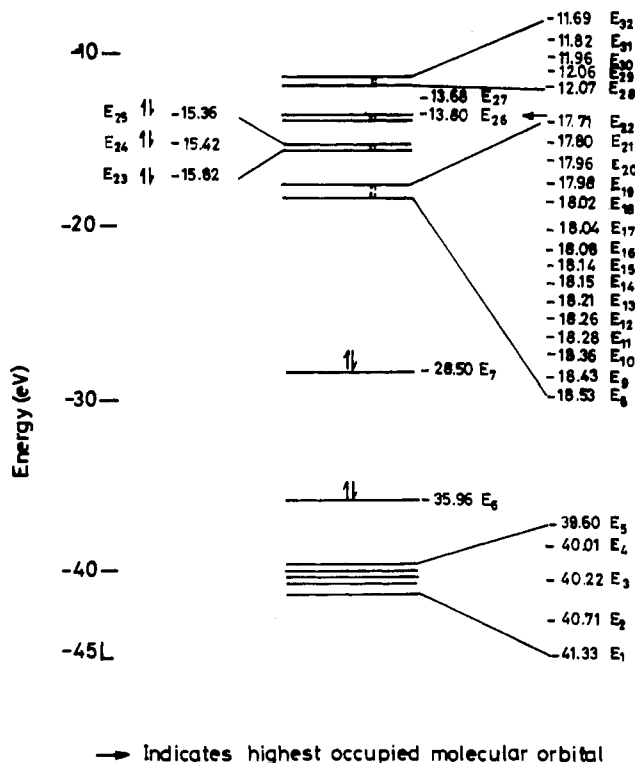 -10
-20
Energy (eV)
-30
-40
-45
E25 ⥮ -15.36
E24 ⥮ -15.42
E23 ⥮ -15.82
-13.68 E27
-13.80 E26
-28.50 E7
-35.96 E6
-11.69 E32
-11.82 E31
-11.96 E30
-12.06 E29
-12.07 E28
-17.71 E22
-17.80 E21
-17.96 E20
-17.98 E19
-18.02 E18
-18.04 E17
-18.08 E16
-18.14 E15
-18.15 E14
-18.21 E13
-18.26 E12
-18.28 E11
-18.36 E10
-18.43 E9
-18.53 E8
-39.60 E5
-40.01 E4
-40.22 E3
-40.71 E2
-41.33 E1
→ Indicates highest occupied molecular orbital